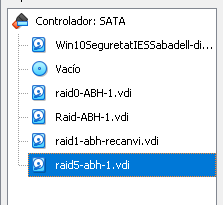 Controlador: SATA
Win10SeguretatIESSabadell-di...
Vacío
raid0-ABH-1.vdi
Raid-ABH-1.vdi
raid1-abh-recanvi.vdi
raid5-abh-1.vdi